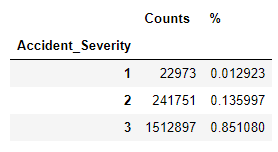 Counts %
Accident_Severity
1 22973 0.012923
2 241751 0.135997
3 1512897 0.851080